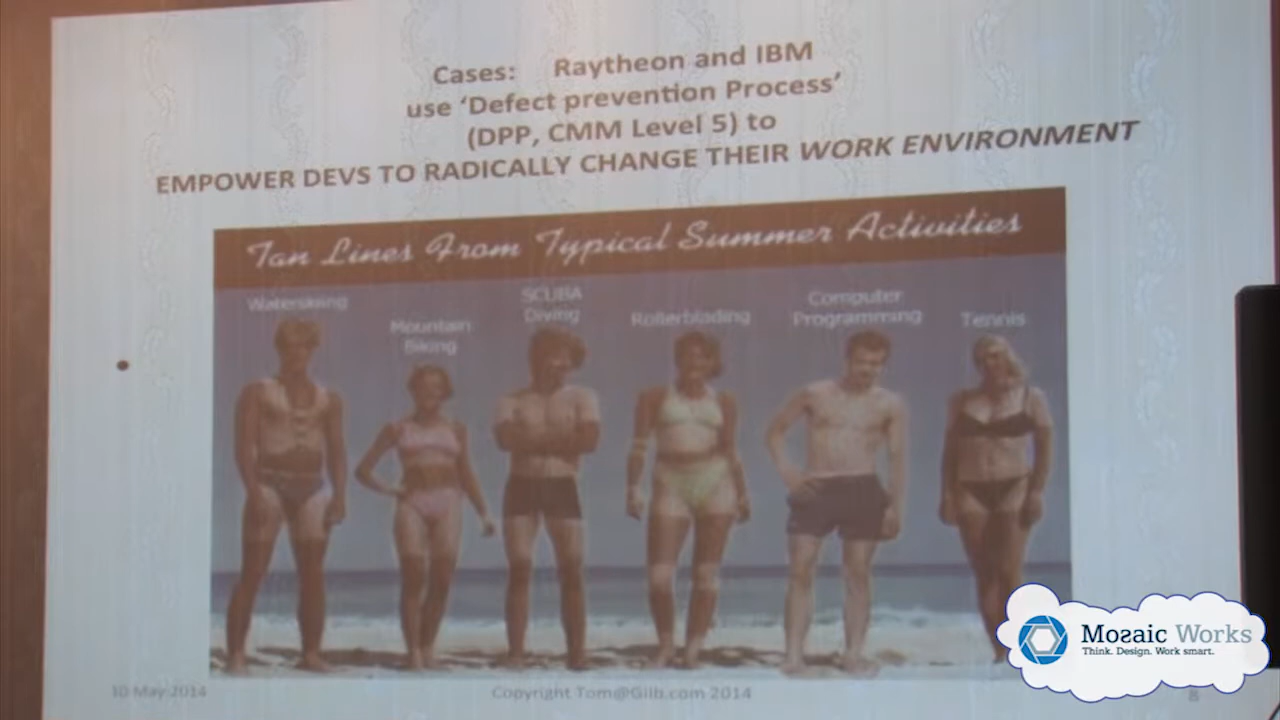 Cases: Raytheon and IBM
use ‘Defect prevention Process’
(DPP, CMM Level 5) to
EMPOWER DEVS TO RADICALLY CHANGE THEIR WORK ENVIRONMENT
Tan Lines From Typical Summer Activities
Waterskiing
Mountain
Biking
SCUBA
Diving
Rollerblading
Computer
Programming
Tennis
10 May 2014
Copyright Tom@Gilb.com 2014
8
Mozaic Works
Think. Design. Work smart.